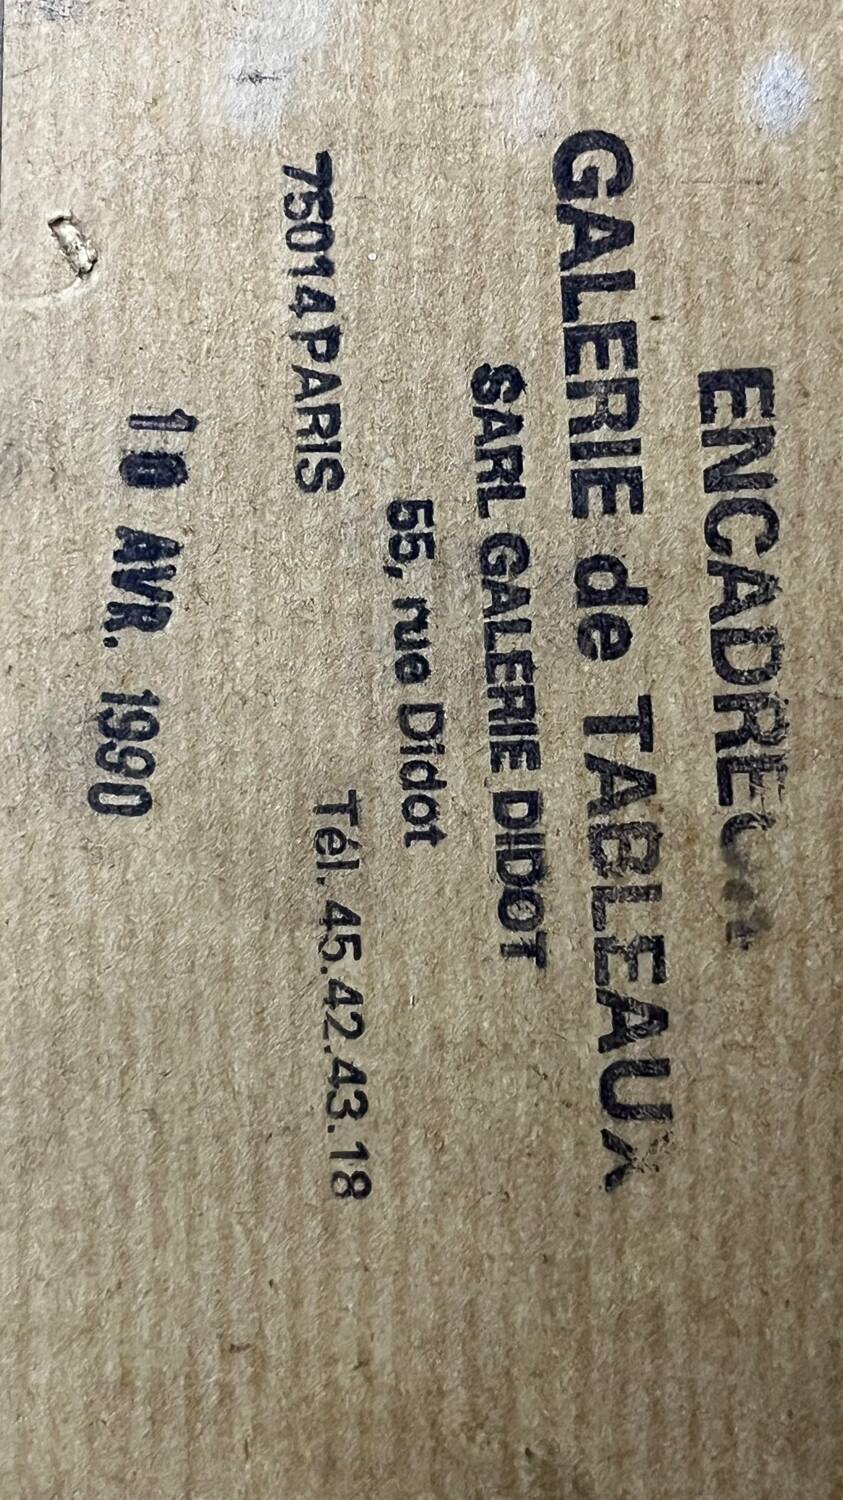 ENCADREUR
GALERIE de TABLEAUX
SARL GALERIE DIDOT
55, rue Didot
75014 PARIS Tél. 45.42.43.18
10 AVR. 1990